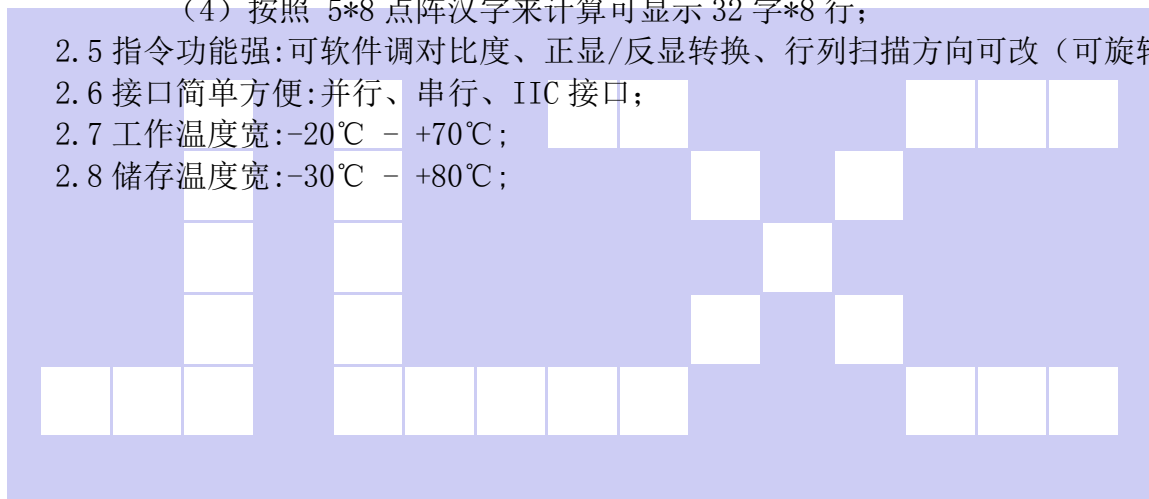 （4）按照 5*8 点阵汉字来计算可显示 32 字*8 行；
2.5 指令功能强:可软件调对比度、正显/反显转换、行列扫描方向可改（可旋转
2.6 接口简单方便:并行、串行、IIC 接口；
2.7 工作温度宽:-20℃ - +70℃;
2.8 储存温度宽:-30℃ - +80℃;